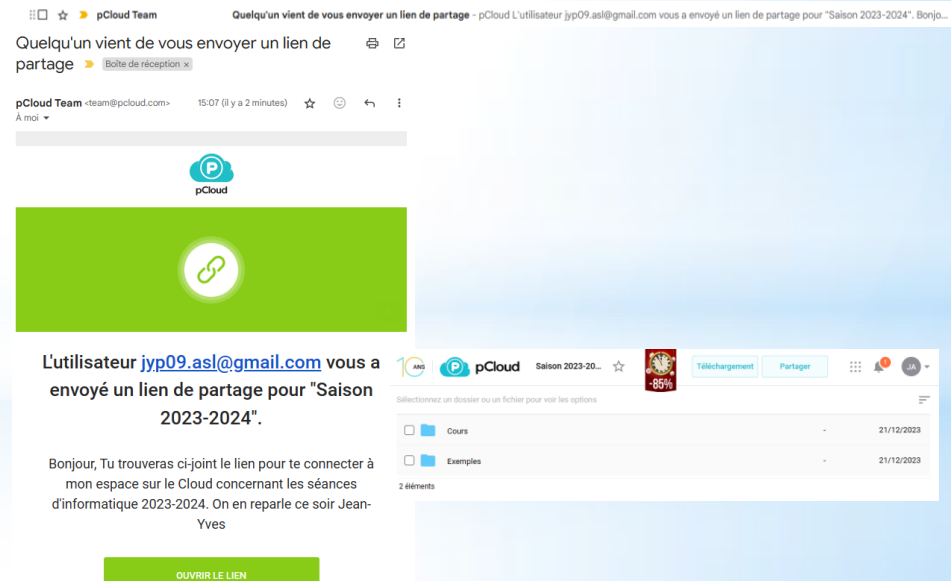 pCloud Team Quelqu'un vient de vous envoyer un lien de partage - pCloud L'utilisateur jyp09.asl@gmail.com vous a envoyé un lien de partage pour "Saison 2023-2024". Bonjo...
Quelqu'un vient de vous envoyer un lien de
partage Boîte de réception ×
pCloud Team <team@pcloud.com> 15:07 (il y a 2 minutes)
À moi
P
pCloud
L'utilisateur jyp09.asl@gmail.com vous a
envoyé un lien de partage pour "Saison
2023-2024".
Bonjour, Tu trouveras ci-joint le lien pour te connecter à
mon espace sur le Cloud concernant les séances
d'informatique 2023-2024. On en reparle ce soir Jean-
Yves
OUVRIR LE LIEN
10 ANS P pCloud Saison 2023-20... -85% Téléchargement Partager 1 JA
Sélectionnez un dossier ou un fichier pour voir les options
Cours - 21/12/2023
Exemples - 21/12/2023
2 éléments